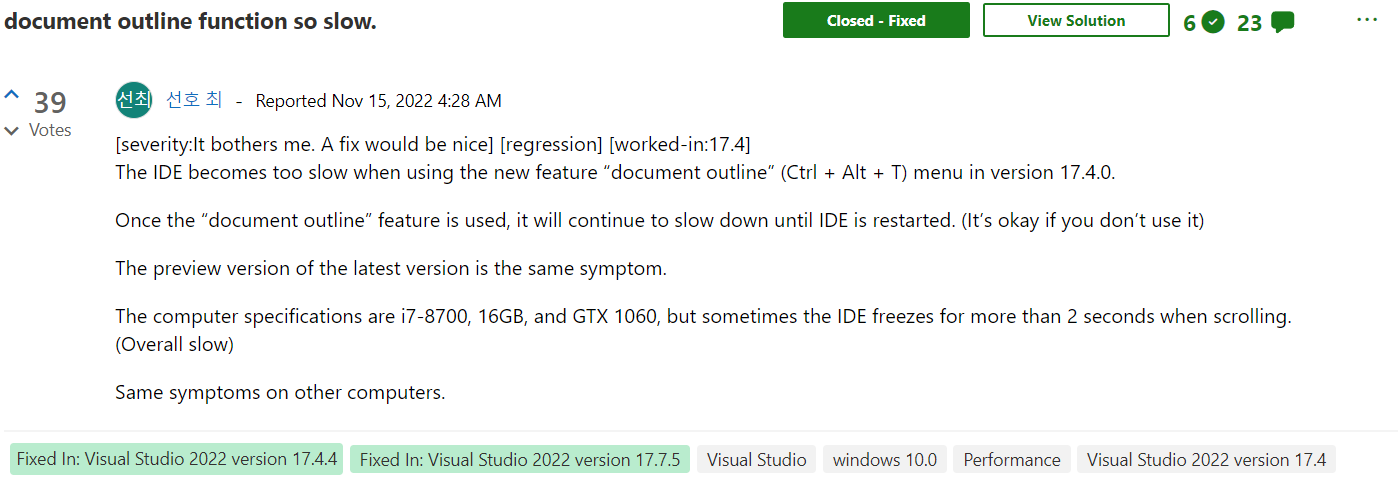 document outline function so slow.
Closed - Fixed
View Solution
6
23
...
39
Votes
선최
선호 최 - Reported Nov 15, 2022 4:28 AM
[severity:It bothers me. A fix would be nice] [regression] [worked-in:17.4]
The IDE becomes too slow when using the new feature “document outline“ (Ctrl + Alt + T) menu in version 17.4.0.
Once the “document outline” feature is used, it will continue to slow down until IDE is restarted. (It’s okay if you don’t use it)
The preview version of the latest version is the same symptom.
The computer specifications are i7-8700, 16GB, and GTX 1060, but sometimes the IDE freezes for more than 2 seconds when scrolling.
(Overall slow)
Same symptoms on other computers.
Fixed In: Visual Studio 2022 version 17.4.4
Fixed In: Visual Studio 2022 version 17.7.5
Visual Studio
windows 10.0
Performance
Visual Studio 2022 version 17.4